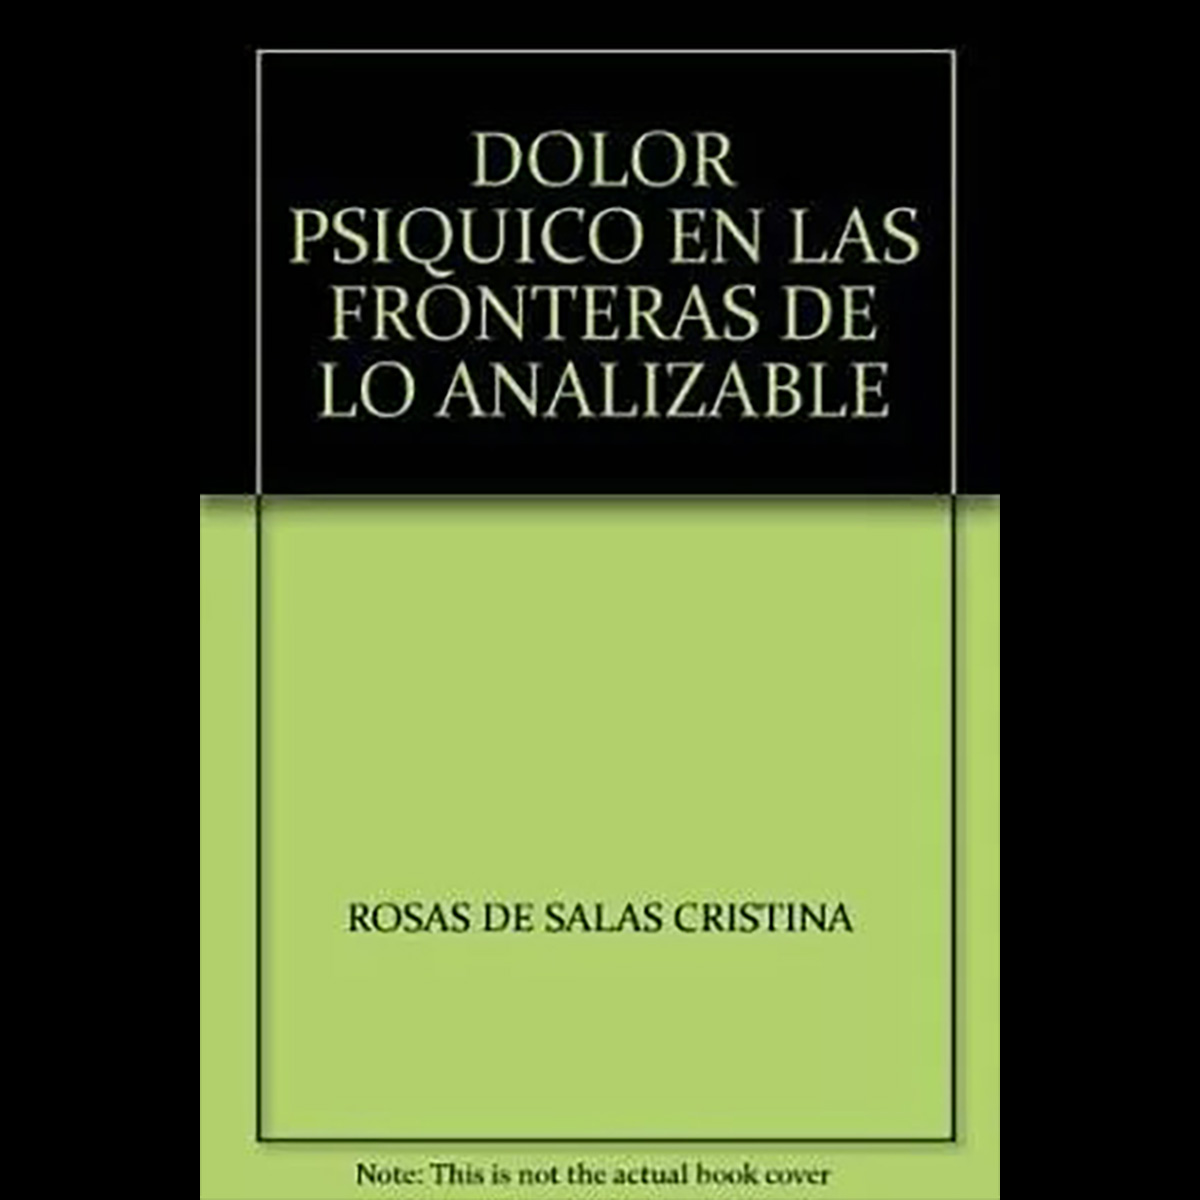 DOLOR
PSIQUICO EN LAS
FRONTERAS DE
LO ANALIZABLE
ROSAS DE SALAS CRISTINA
Note: This is not the actual book cover